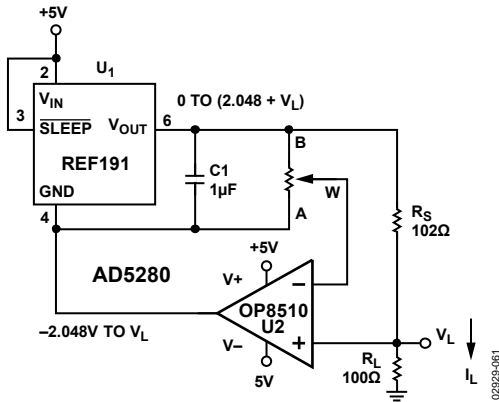 +5V
U1
2
VIN
3
SLEEP
VOUT
6
REF191
GND
4
0 TO (2.048 + VL)
C1
1µF
B
W
A
RS
102Ω
AD5280
+5V
V+
OP8510
U2
–
+
V–
5V
–2.048V TO VL
VL
RL
100Ω
IL
02929-061